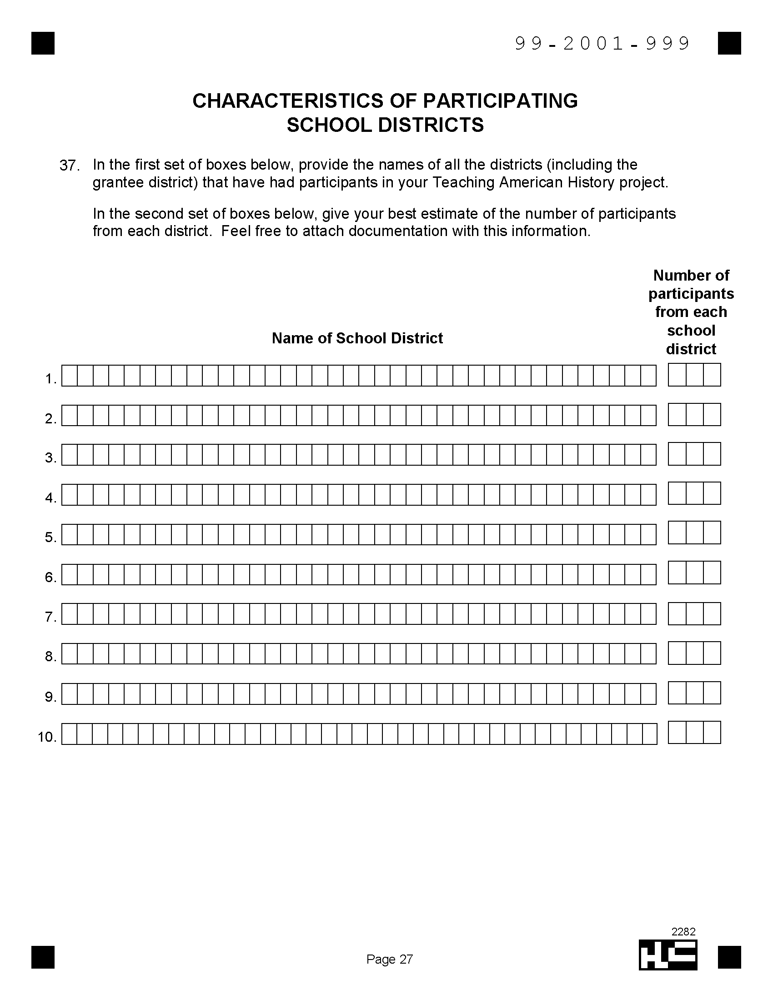 99-2001-999
CHARACTERISTICS OF PARTICIPATING
SCHOOL DISTRICTS
37. In the first set of boxes below, provide the names of all the districts (including the
grantee district) that have had participants in your Teaching American History project.
In the second set of boxes below, give your best estimate of the number of participants
from each district.  Feel free to attach documentation with this information.
Number of
participants
from each
school
district
Name of School District
1.
2.
3.
4.
5.
6.
7.
8.
9.
10.
2282
Page 27